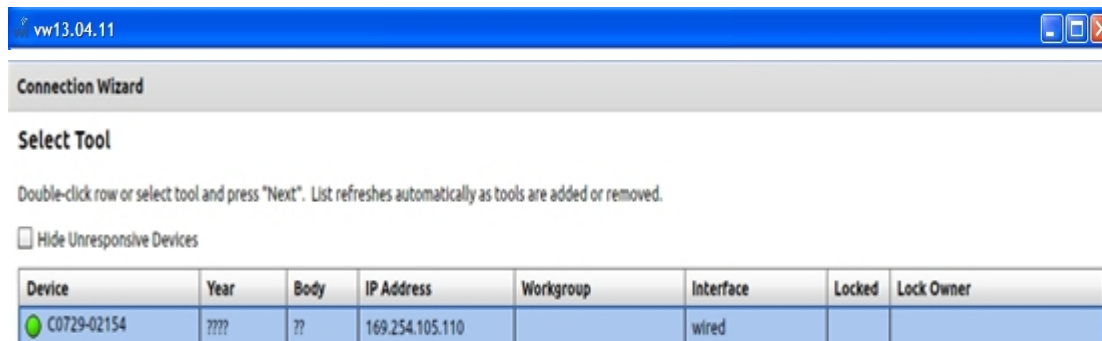 vw13.04.11
Connection Wizard
Select Tool
Double-click row or select tool and press "Next". List refreshes automatically as tools are added or removed.
Hide Unresponsive Devices
Device Year Body IP Address Workgroup Interface Locked Lock Owner
C0729-02154 ???? ?? 169.254.105.110 wired